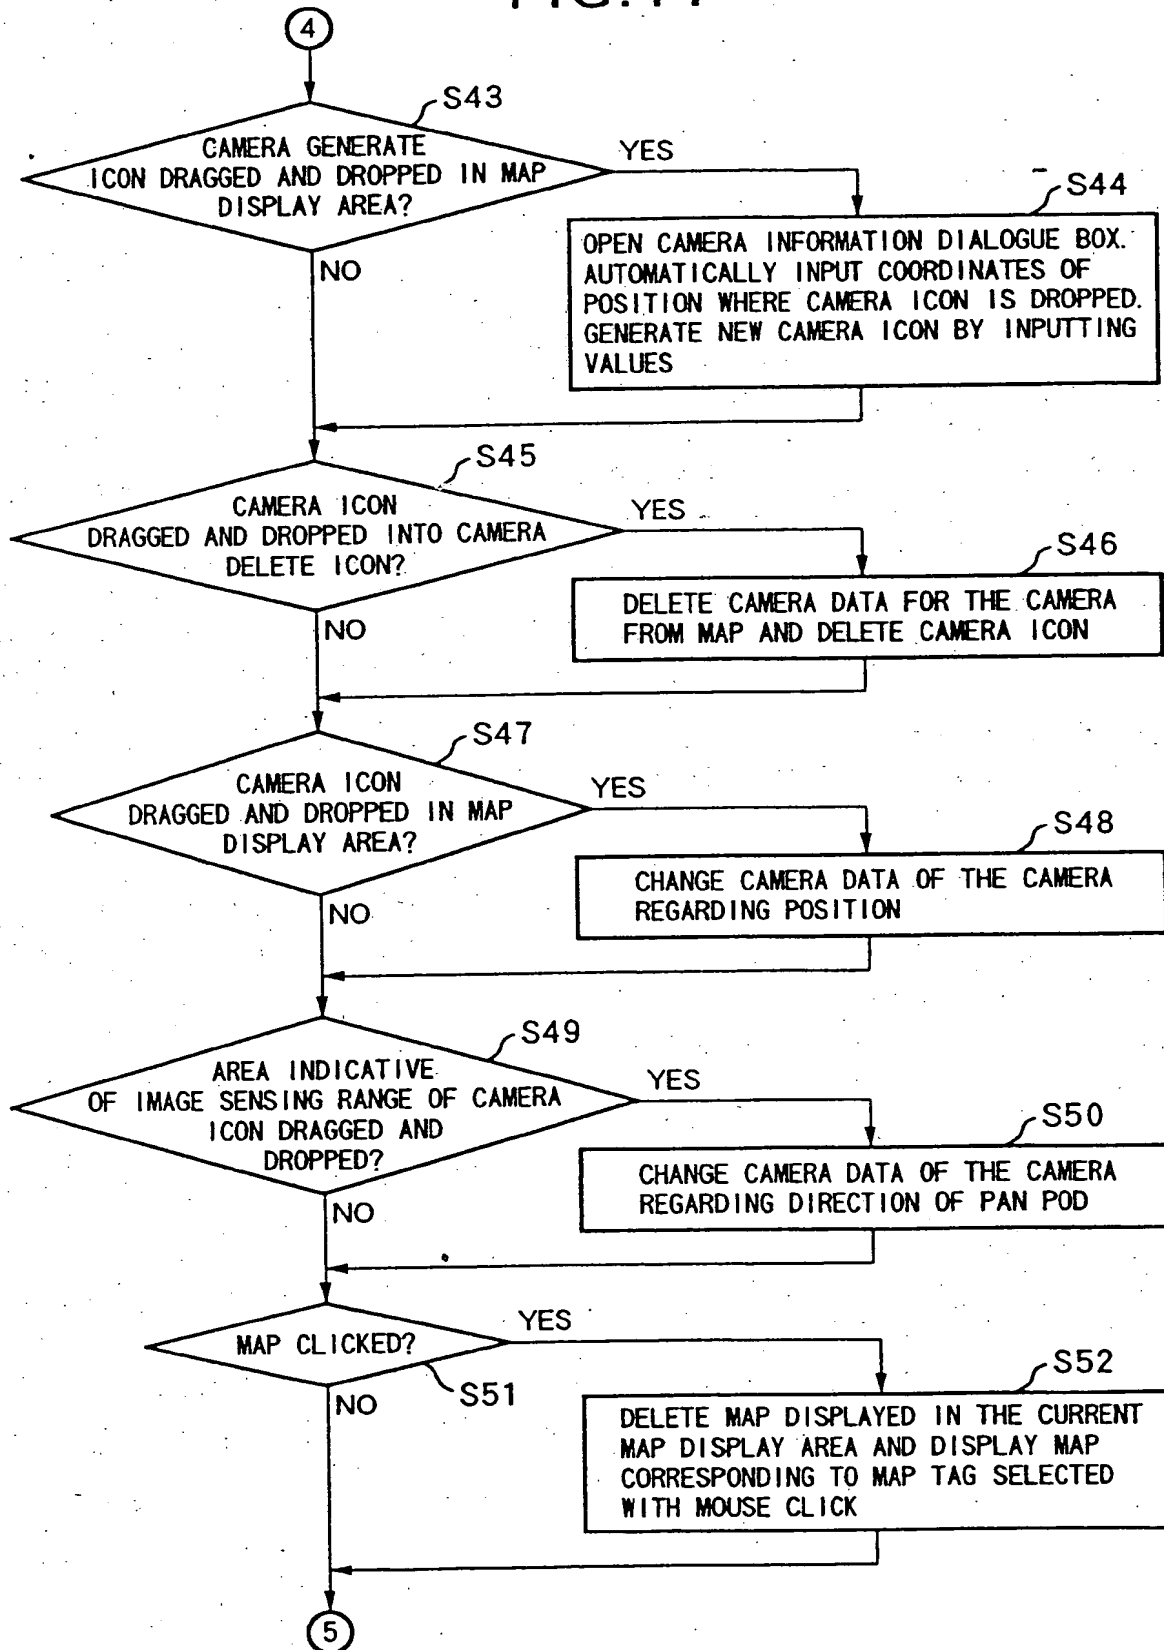 4
S43
CAMERA GENERATE
ICON DRAGGED AND DROPPED IN MAP
DISPLAY AREA?
YES
NO
S44
OPEN CAMERA INFORMATION DIALOGUE BOX.
AUTOMATICALLY INPUT COORDINATES OF
POSITION WHERE CAMERA ICON IS DROPPED.
GENERATE NEW CAMERA ICON BY INPUTTING
VALUES
S45
CAMERA ICON
DRAGGED AND DROPPED INTO CAMERA
DELETE ICON?
YES
NO
S46
DELETE CAMERA DATA FOR THE CAMERA
FROM MAP AND DELETE CAMERA ICON
S47
CAMERA ICON
DRAGGED AND DROPPED IN MAP
DISPLAY AREA?
YES
NO
S48
CHANGE CAMERA DATA OF THE CAMERA
REGARDING POSITION
S49
AREA INDICATIVE
OF IMAGE SENSING RANGE OF CAMERA
ICON DRAGGED AND
DROPPED?
YES
NO
S50
CHANGE CAMERA DATA OF THE CAMERA
REGARDING DIRECTION OF PAN POD
MAP CLICKED?
YES
S51
NO
S52
DELETE MAP DISPLAYED IN THE CURRENT
MAP DISPLAY AREA AND DISPLAY MAP
CORRESPONDING TO MAP TAG SELECTED
WITH MOUSE CLICK
5